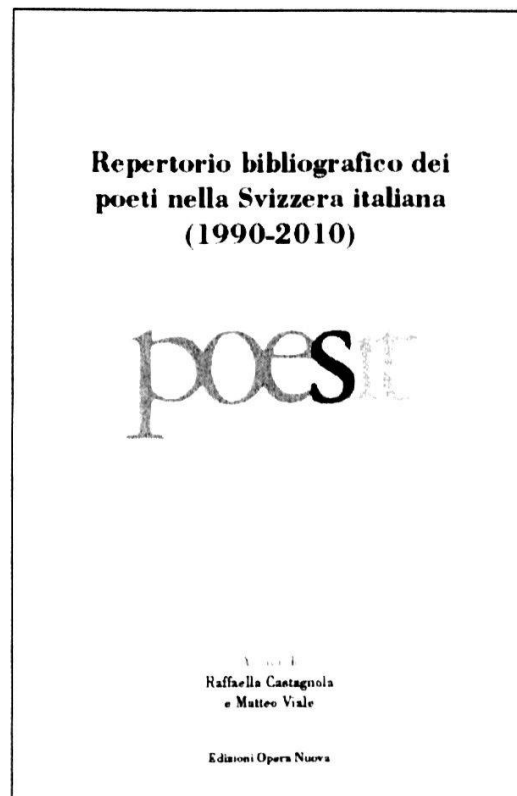 Repertorio bibliografico dei
poeti nella Svizzera italiana
(1990-2010)
poes
Raffaella Castagnola
e Matteo Viale
Edizioni Opera Nuova